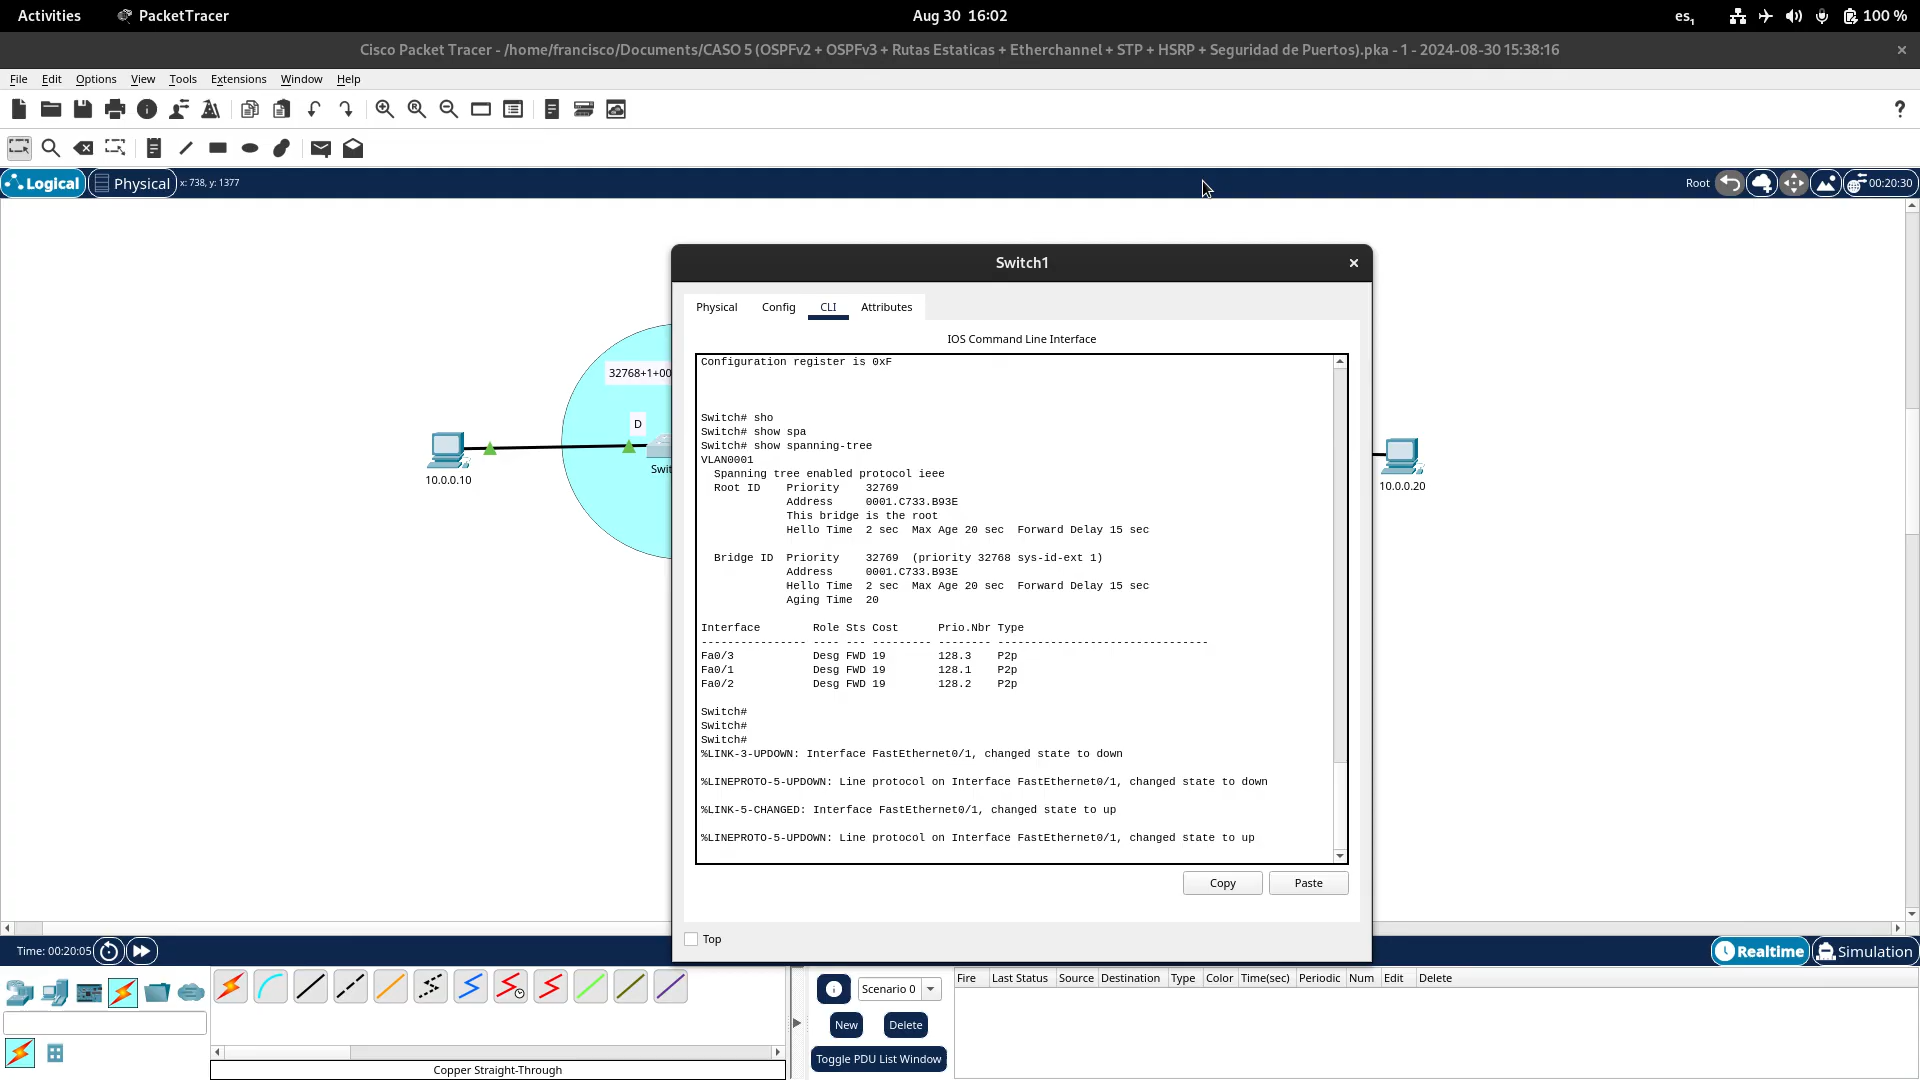 Activities PacketTracer Aug 30 16:02 es1 100 %
Cisco Packet Tracer - /home/francisco/Documents/CASO 5 (OSPFv2 + OSPFv3 + Rutas Estaticas + Etherchannel + STP + HSRP + Seguridad de Puertos).pka - 1 - 2024-08-30 15:38:16
File Edit Options View Tools Extensions Window Help
Logical Physical x: 738, y: 1377 Root 00:20:30
Switch1
Physical Config CLI Attributes
IOS Command Line Interface
Configuration register is 0xF
Switch# sho
Switch# show spa
Switch# show spanning-tree
VLAN0001
Spanning tree enabled protocol ieee
Root ID Priority 32769
Address 0001.C733.B93E
This bridge is the root
Hello Time 2 sec Max Age 20 sec Forward Delay 15 sec
Bridge ID Priority 32769 (priority 32768 sys-id-ext 1)
Address 0001.C733.B93E
Hello Time 2 sec Max Age 20 sec Forward Delay 15 sec
Aging Time 20
Interface Role Sts Cost Prio.Nbr Type
---------------- ---- --- --------- -------- --------------------------------
Fa0/3 Desg FWD 19 128.3 P2p
Fa0/1 Desg FWD 19 128.1 P2p
Fa0/2 Desg FWD 19 128.2 P2p
Switch#
Switch#
Switch#
%LINK-3-UPDOWN: Interface FastEthernet0/1, changed state to down
%LINEPROTO-5-UPDOWN: Line protocol on Interface FastEthernet0/1, changed state to down
%LINK-5-CHANGED: Interface FastEthernet0/1, changed state to up
%LINEPROTO-5-UPDOWN: Line protocol on Interface FastEthernet0/1, changed state to up
Copy Paste
Top
32768+1+00
D
Swit
10.0.0.10
10.0.0.20
Time: 00:20:05 Realtime Simulation
Scenario 0
New Delete
Toggle PDU List Window
Fire Last Status Source Destination Type Color Time(sec) Periodic Num Edit Delete
Copper Straight-Through